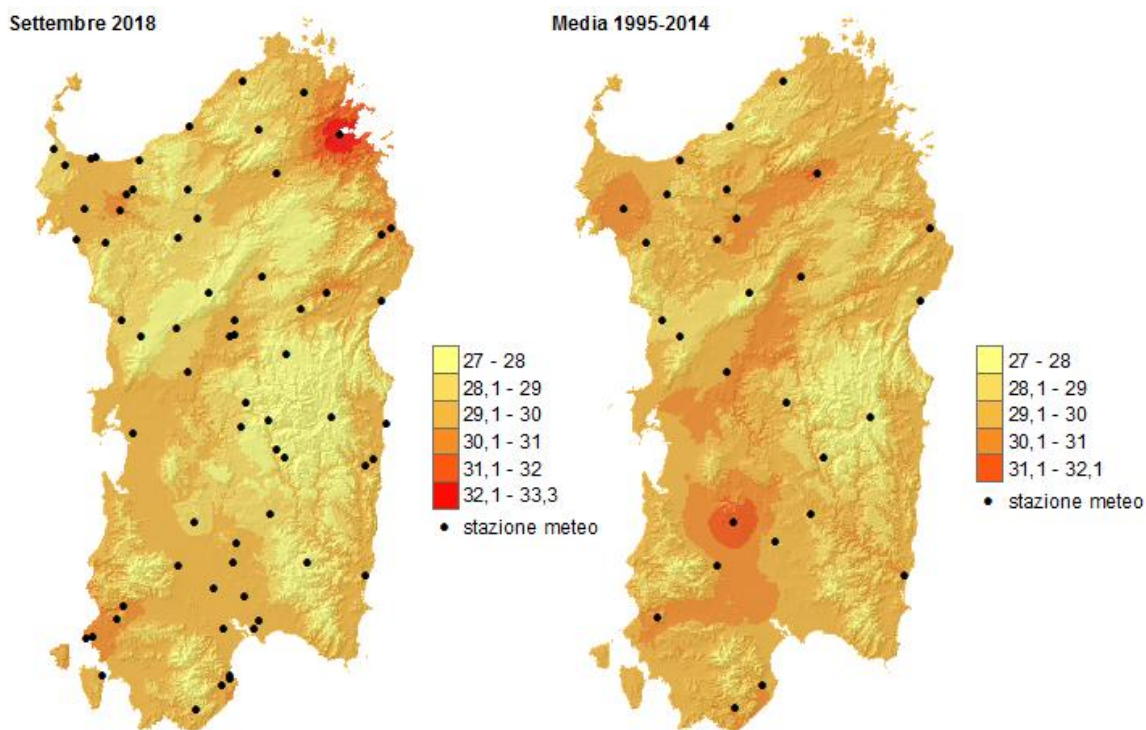 Settembre 2018
Media 1995-2014
27 - 28
28,1 - 29
29,1 - 30
30,1 - 31
31,1 - 32
32,1 - 33,3
stazione meteo
27 - 28
28,1 - 29
29,1 - 30
30,1 - 31
31,1 - 32,1
stazione meteo